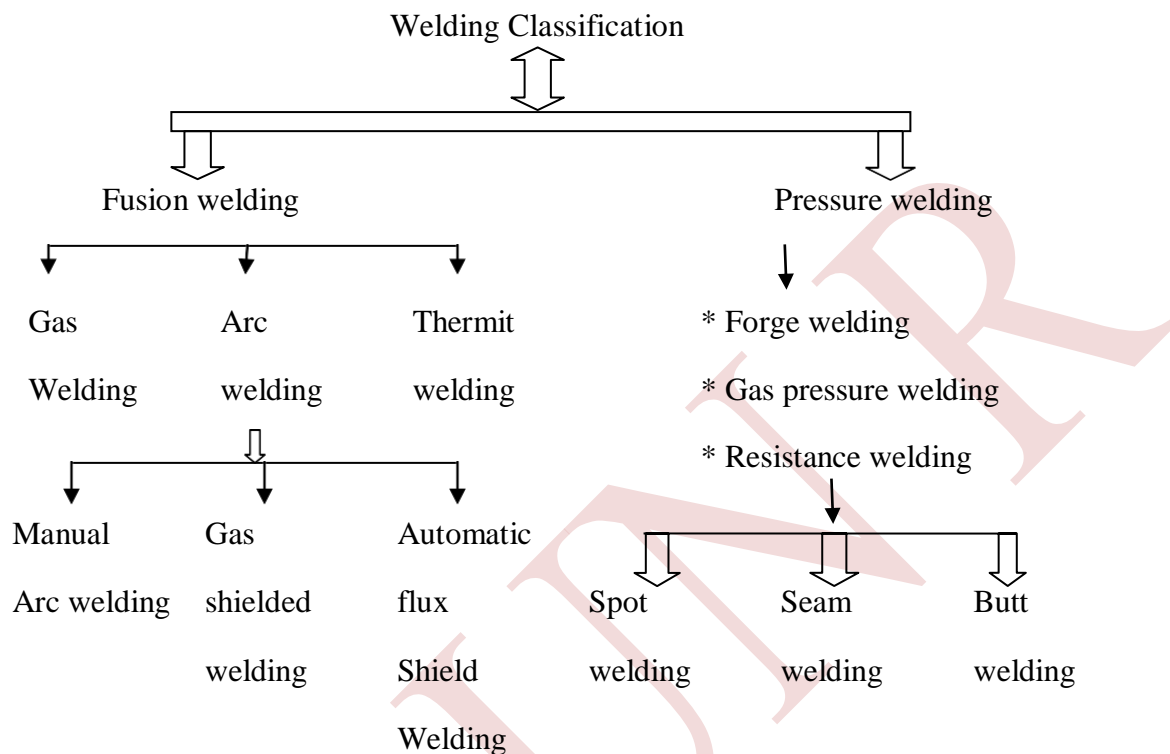 Welding Classification
Fusion welding
Pressure welding
Gas
Welding
Arc
welding
Thermit
welding
* Forge welding
* Gas pressure welding
* Resistance welding
Manual
Arc welding
Gas
shielded
welding
Automatic
flux
Shield
Welding
Spot
welding
Seam
welding
Butt
welding